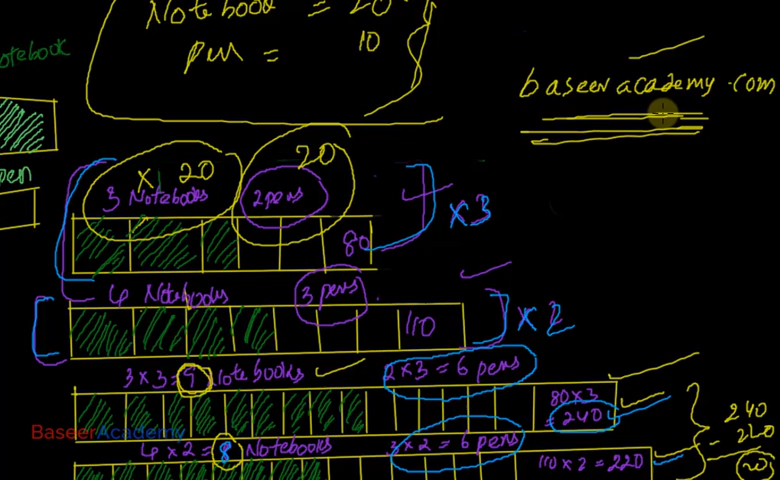 Notebook = 20
otebook
pen = 10
baseeracademy.com
pen
x 20
20
3 Notebooks
2 pens
x 3
80
4 Notebooks
3 pens
x 2
110
3 x 3 = 9 Notebooks
2 x 3 = 6 pens
80 x 3
= 240
240
BaseerAcademy
4 x 2 = 8 Notebooks
3 x 2 = 6 pens
- 220
110 x 2 = 220
20